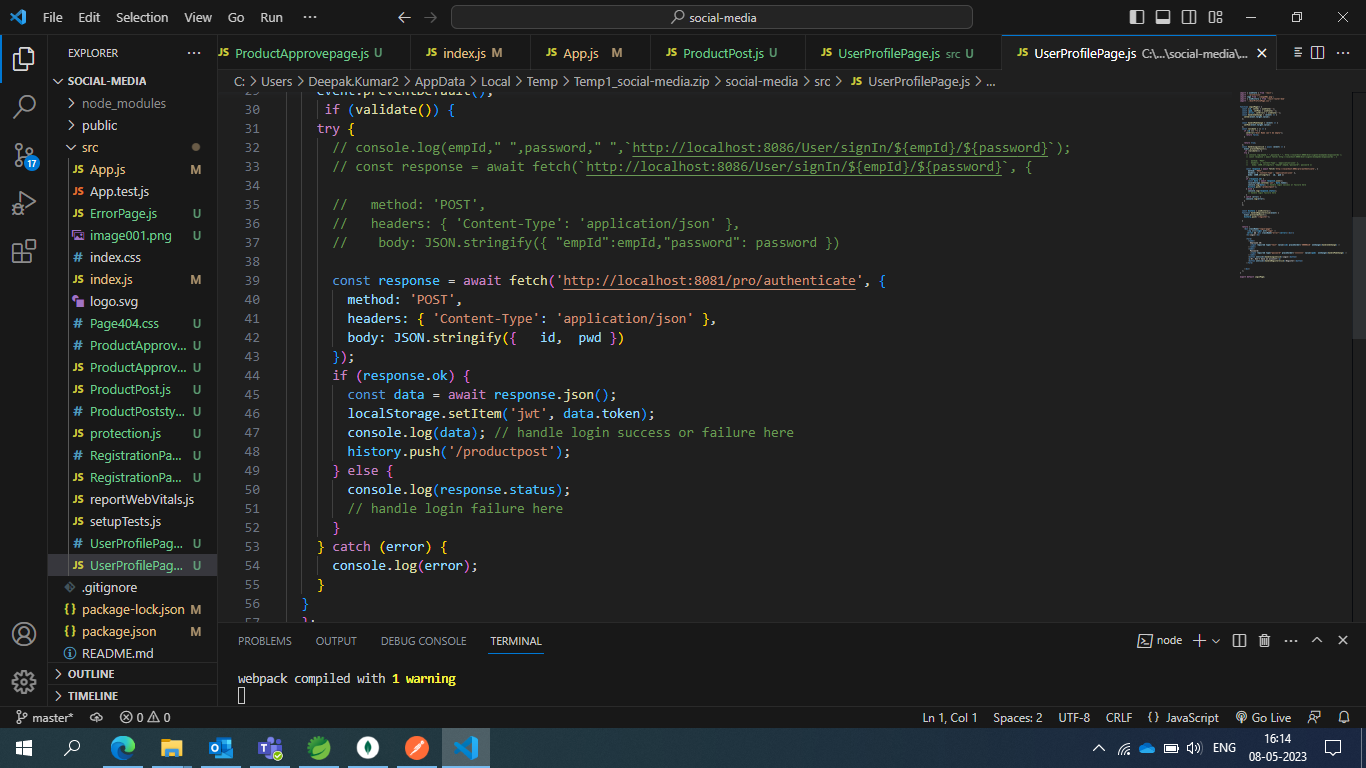 File Edit Selection View Go Run ··· social-media
EXPLORER ···
SOCIAL-MEDIA
node_modules
public
src
JS App.js M
JS App.test.js
JS ErrorPage.js U
image001.png U
# index.css
JS index.js M
logo.svg
# Page404.css U
# ProductApprov... U
JS ProductApprov... U
JS ProductPost.js U
# ProductPoststy... U
JS protection.js U
# RegistrationPa... U
JS RegistrationPa... U
JS reportWebVitals.js
JS setupTests.js
# UserProfilePag... U
JS UserProfilePag... U
.gitignore
{} package-lock.json M
{} package.json M
README.md
OUTLINE
TIMELINE
17
JS ProductApprovepage.js U JS index.js M JS App.js M JS ProductPost.js U JS UserProfilePage.js src U JS UserProfilePage.js C:\...\social-media\... ···
C: > Users > Deepak.Kumar2 > AppData > Local > Temp > Temp1_social-media.zip > social-media > src > JS UserProfilePage.js > ...
29 event.preventDefault();
30 if (validate()) {
31 try {
32 // console.log(empId," ",password," ",`http://localhost:8086/User/signIn/${empId}/${password}`);
33 // const response = await fetch(`http://localhost:8086/User/signIn/${empId}/${password}`, {
34
35 // method: 'POST',
36 // headers: { 'Content-Type': 'application/json' },
37 // body: JSON.stringify({ "empId":empId,"password": password })
38
39 const response = await fetch('http://localhost:8081/pro/authenticate', {
40 method: 'POST',
41 headers: { 'Content-Type': 'application/json' },
42 body: JSON.stringify({ id, pwd })
43 });
44 if (response.ok) {
45 const data = await response.json();
46 localStorage.setItem('jwt', data.token);
47 console.log(data); // handle login success or failure here
48 history.push('/productpost');
49 } else {
50 console.log(response.status);
51 // handle login failure here
52 }
53 } catch (error) {
54 console.log(error);
55 }
56 }
57 };
PROBLEMS OUTPUT DEBUG CONSOLE TERMINAL node ···
webpack compiled with 1 warning
master* 0 0 Ln 1, Col 1 Spaces: 2 UTF-8 CRLF {} JavaScript Go Live
ENG 16:14
08-05-2023